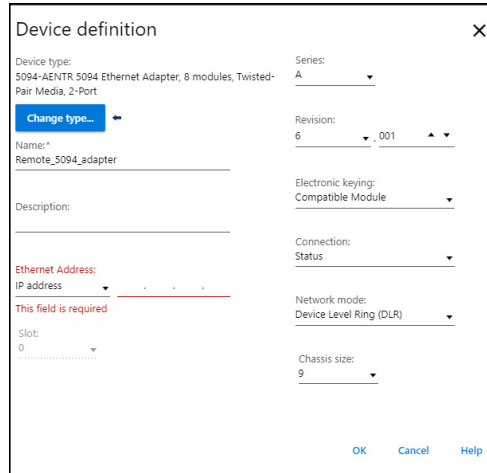 Device definition
Device type:
5094-AENTR 5094 Ethernet Adapter, 8 modules, Twisted-
Pair Media, 2-Port
Change type...
Name:*
Remote_5094_adapter
Description:
Ethernet Address:
IP address . . .
This field is required
Slot:
0
Series:
A
Revision:
6 . 001
Electronic keying:
Compatible Module
Connection:
Status
Network mode:
Device Level Ring (DLR)
Chassis size:
9
OK Cancel Help